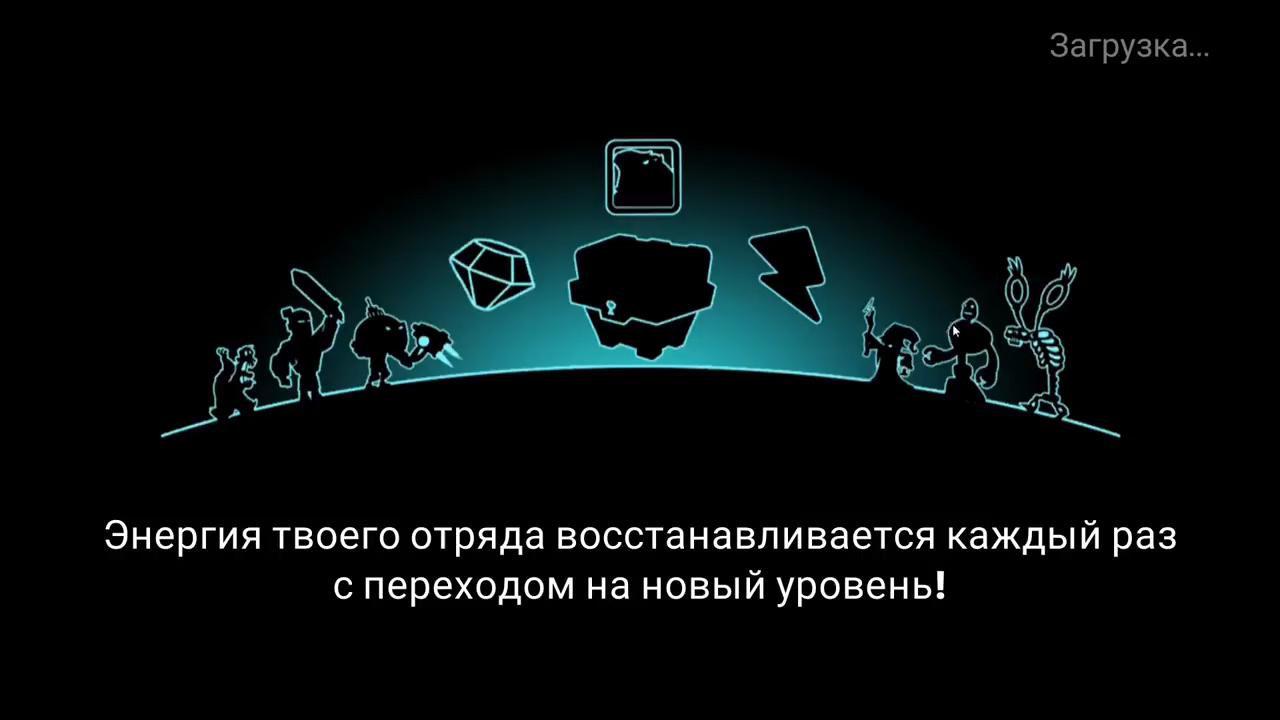 Загрузка...
Энергия твоего отряда восстанавливается каждый раз
с переходом на новый уровень!